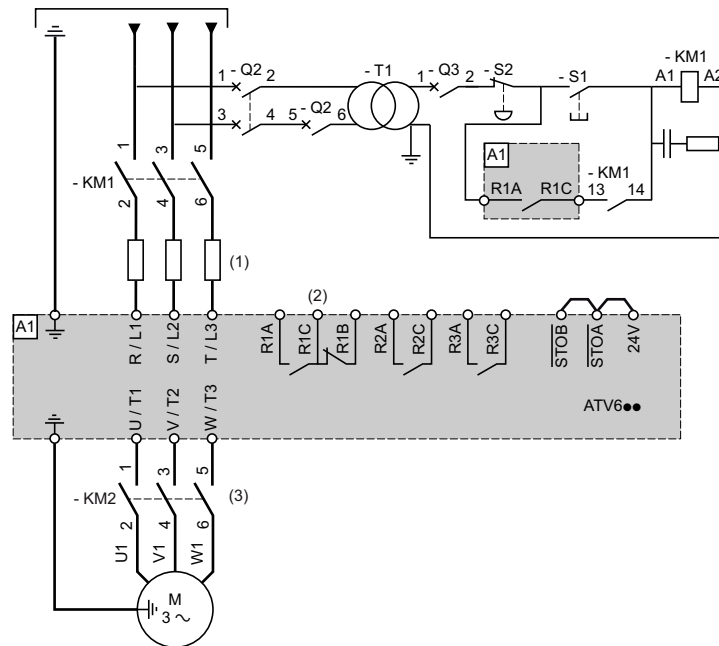 - Q2
1
2
3
4
5
- Q2
6
- T1
1
- Q3
2
- S2
- S1
- KM1
A1
A2
A1
R1A
R1C
- KM1
13
14
1
3
5
- KM1
2
4
6
(1)
A1
R / L1
S / L2
T / L3
(2)
R1A
R1C
R1B
R2A
R2C
R3A
R3C
STOB
STOA
24V
U / T1
V / T2
W / T3
ATV6●●
1
3
5
- KM2
(3)
2
4
6
U1
V1
W1
M
3 ~